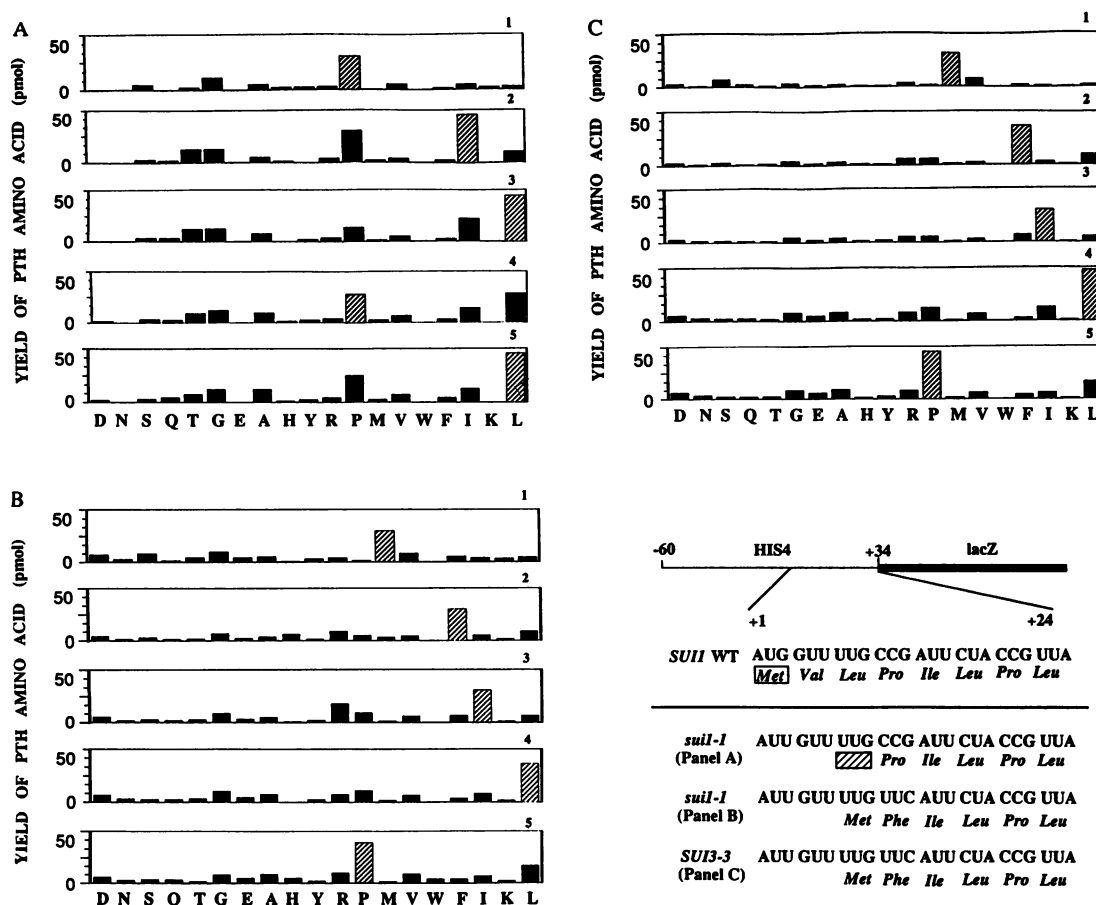 A
YIELD OF PTH AMINO ACID (pmol)
1
50
0
2
50
0
3
50
0
4
50
0
5
50
0
D N S Q T G E A H Y R P M V W F I K L
C
YIELD OF PTH AMINO ACID (pmol)
1
50
0
2
50
0
3
50
0
4
50
0
5
50
0
D N S Q T G E A H Y R P M V W F I K L
B
YIELD OF PTH AMINO ACID (pmol)
1
50
0
2
50
0
3
50
0
4
50
0
5
50
0
D N S Q T G E A H Y R P M V W F I K L
-60 HIS4 +34 lacZ
+1 +24
SUI1 WT AUG GUU UUG CCG AUU CUA CCG UUA
Met Val Leu Pro Ile Leu Pro Leu
sui1-1 AUU GUU UUG CCG AUU CUA CCG UUA
(Panel A) Pro Ile Leu Pro Leu
sui1-1 AUU GUU UUG UUC AUU CUA CCG UUA
(Panel B) Met Phe Ile Leu Pro Leu
SUI3-3 AUU GUU UUG UUC AUU CUA CCG UUA
(Panel C) Met Phe Ile Leu Pro Leu